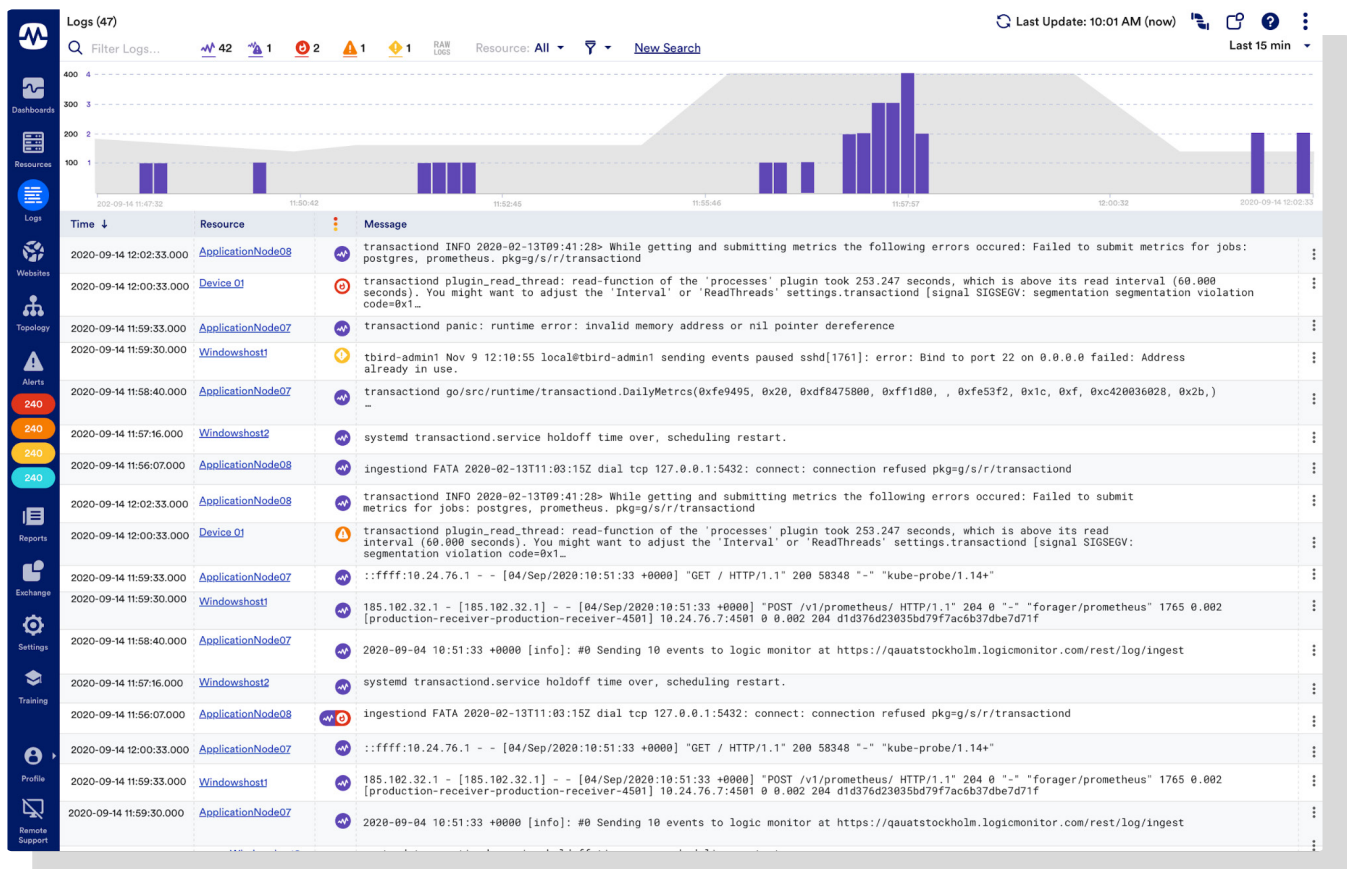 Logs (47)
Last Update: 10:01 AM (now)
Filter Logs...
42
1
2
1
1
RAW
LOGS
Resource: All
New Search
Last 15 min
400 4
300 3
200 2
100 1
202-09-14 11:47:32
11:50:42
11:52:45
11:55:46
11:57:57
12:00:32
2020-09-14 12:02:33
Dashboards
Resources
Logs
Websites
Topology
Alerts
240
240
240
240
Reports
Exchange
Settings
Training
Profile
Remote
Support
Time ↓ Resource Message
2020-09-14 12:02:33.000 ApplicationNode08 transactiond INFO 2020-02-13T09:41:28> While getting and submitting metrics the following errors occured: Failed to submit metrics for jobs:
postgres, prometheus. pkg=g/s/r/transactiond
2020-09-14 12:00:33.000 Device 01 transactiond plugin_read_thread: read-function of the 'processes' plugin took 253.247 seconds, which is above its read interval (60.000
seconds). You might want to adjust the 'Interval' or 'ReadThreads' settings.transactiond [signal SIGSEGV: segmentation segmentation violation
code=0x1…
2020-09-14 11:59:33.000 ApplicationNode07 transactiond panic: runtime error: invalid memory address or nil pointer dereference
2020-09-14 11:59:30.000 Windowshost1 tbird-admin1 Nov 9 12:10:55 local@tbird-admin1 sending events paused sshd[1761]: error: Bind to port 22 on 0.0.0.0 failed: Address
already in use.
2020-09-14 11:58:40.000 ApplicationNode07 transactiond go/src/runtime/transactiond.DailyMetrcs(0xfe9495, 0x20, 0xdf8475800, 0xff1d80, , 0xfe53f2, 0x1c, 0xf, 0xc420036028, 0x2b,)
…
2020-09-14 11:57:16.000 Windowshost2 systemd transactiond.service holdoff time over, scheduling restart.
2020-09-14 11:56:07.000 ApplicationNode08 ingestiond FATA 2020-02-13T11:03:15Z dial tcp 127.0.0.1:5432: connect: connection refused pkg=g/s/r/transactiond
2020-09-14 12:02:33.000 ApplicationNode08 transactiond INFO 2020-02-13T09:41:28> While getting and submitting metrics the following errors occured: Failed to submit
metrics for jobs: postgres, prometheus. pkg=g/s/r/transactiond
2020-09-14 12:00:33.000 Device 01 transactiond plugin_read_thread: read-function of the 'processes' plugin took 253.247 seconds, which is above its read
interval (60.000 seconds). You might want to adjust the 'Interval' or 'ReadThreads' settings.transactiond [signal SIGSEGV:
segmentation violation code=0x1…
2020-09-14 11:59:33.000 ApplicationNode07 ::ffff:10.24.76.1 - - [04/Sep/2020:10:51:33 +0000] "GET / HTTP/1.1" 200 58348 "-" "kube-probe/1.14+"
2020-09-14 11:59:30.000 Windowshost1 185.102.32.1 - [185.102.32.1] - - [04/Sep/2020:10:51:33 +0000] "POST /v1/prometheus/ HTTP/1.1" 204 0 "-" "forager/prometheus" 1765 0.002
[production-receiver-production-receiver-4501] 10.24.76.7:4501 0 0.002 204 d1d376d23035bd79f7ac6b37dbe7d71f
2020-09-14 11:58:40.000 ApplicationNode07 2020-09-04 10:51:33 +0000 [info]: #0 Sending 10 events to logic monitor at https://qauatstockholm.logicmonitor.com/rest/log/ingest
2020-09-14 11:57:16.000 Windowshost2 systemd transactiond.service holdoff time over, scheduling restart.
2020-09-14 11:56:07.000 ApplicationNode08 ingestiond FATA 2020-02-13T11:03:15Z dial tcp 127.0.0.1:5432: connect: connection refused pkg=g/s/r/transactiond
2020-09-14 12:00:33.000 ApplicationNode07 ::ffff:10.24.76.1 - - [04/Sep/2020:10:51:33 +0000] "GET / HTTP/1.1" 200 58348 "-" "kube-probe/1.14+"
2020-09-14 11:59:33.000 Windowshost1 185.102.32.1 - [185.102.32.1] - - [04/Sep/2020:10:51:33 +0000] "POST /v1/prometheus/ HTTP/1.1" 204 0 "-" "forager/prometheus" 1765 0.002
[production-receiver-production-receiver-4501] 10.24.76.7:4501 0 0.002 204 d1d376d23035bd79f7ac6b37dbe7d71f
2020-09-14 11:59:30.000 ApplicationNode07 2020-09-04 10:51:33 +0000 [info]: #0 Sending 10 events to logic monitor at https://qauatstockholm.logicmonitor.com/rest/log/ingest